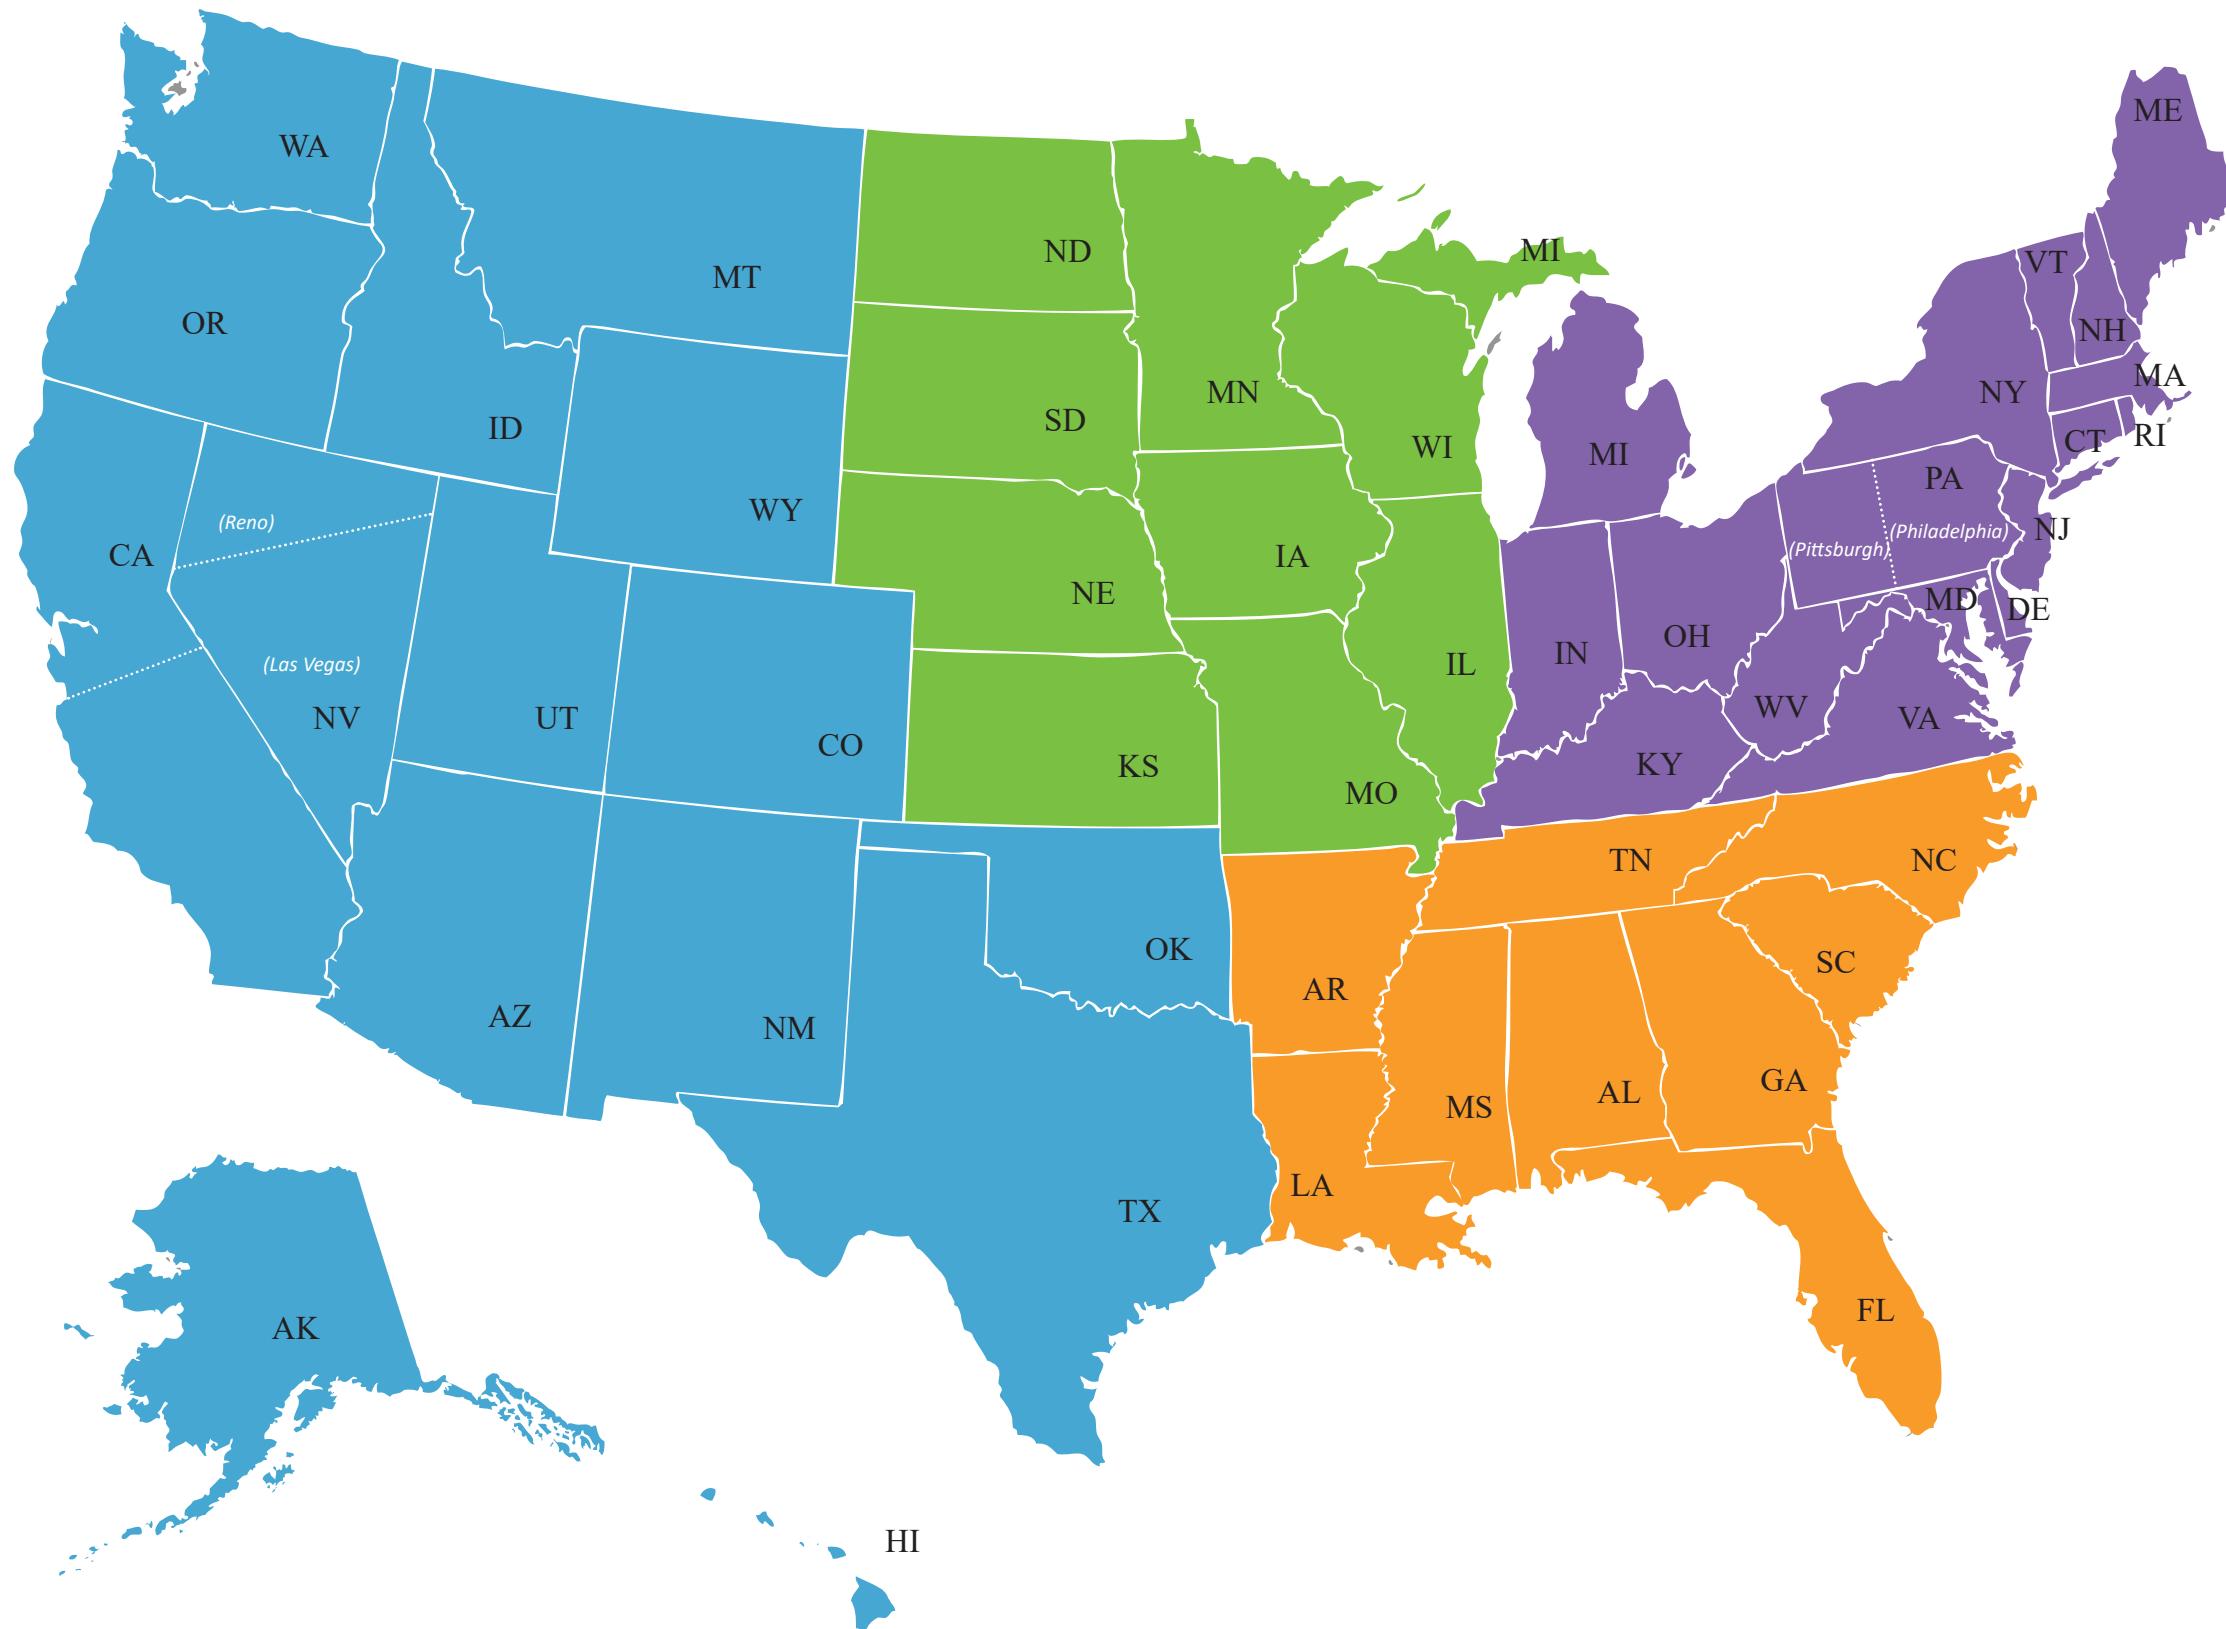 WA
ME
ND
MI
VT
MT
OR
NH
MN
MA
NY
SD
ID
WI
RI
CT
MI
PA
WY
(Reno)
NJ
(Philadelphia)
(Pittsburgh)
CA
IA
NE
MD
DE
OH
IN
IL
(Las Vegas)
WV
NV
UT
VA
CO
KY
KS
MO
TN
NC
OK
SC
AR
AZ
NM
GA
AL
MS
LA
TX
FL
AK
HI